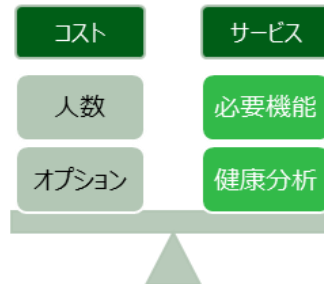 コスト
サービス
人数
必要機能
オプション
健康分析